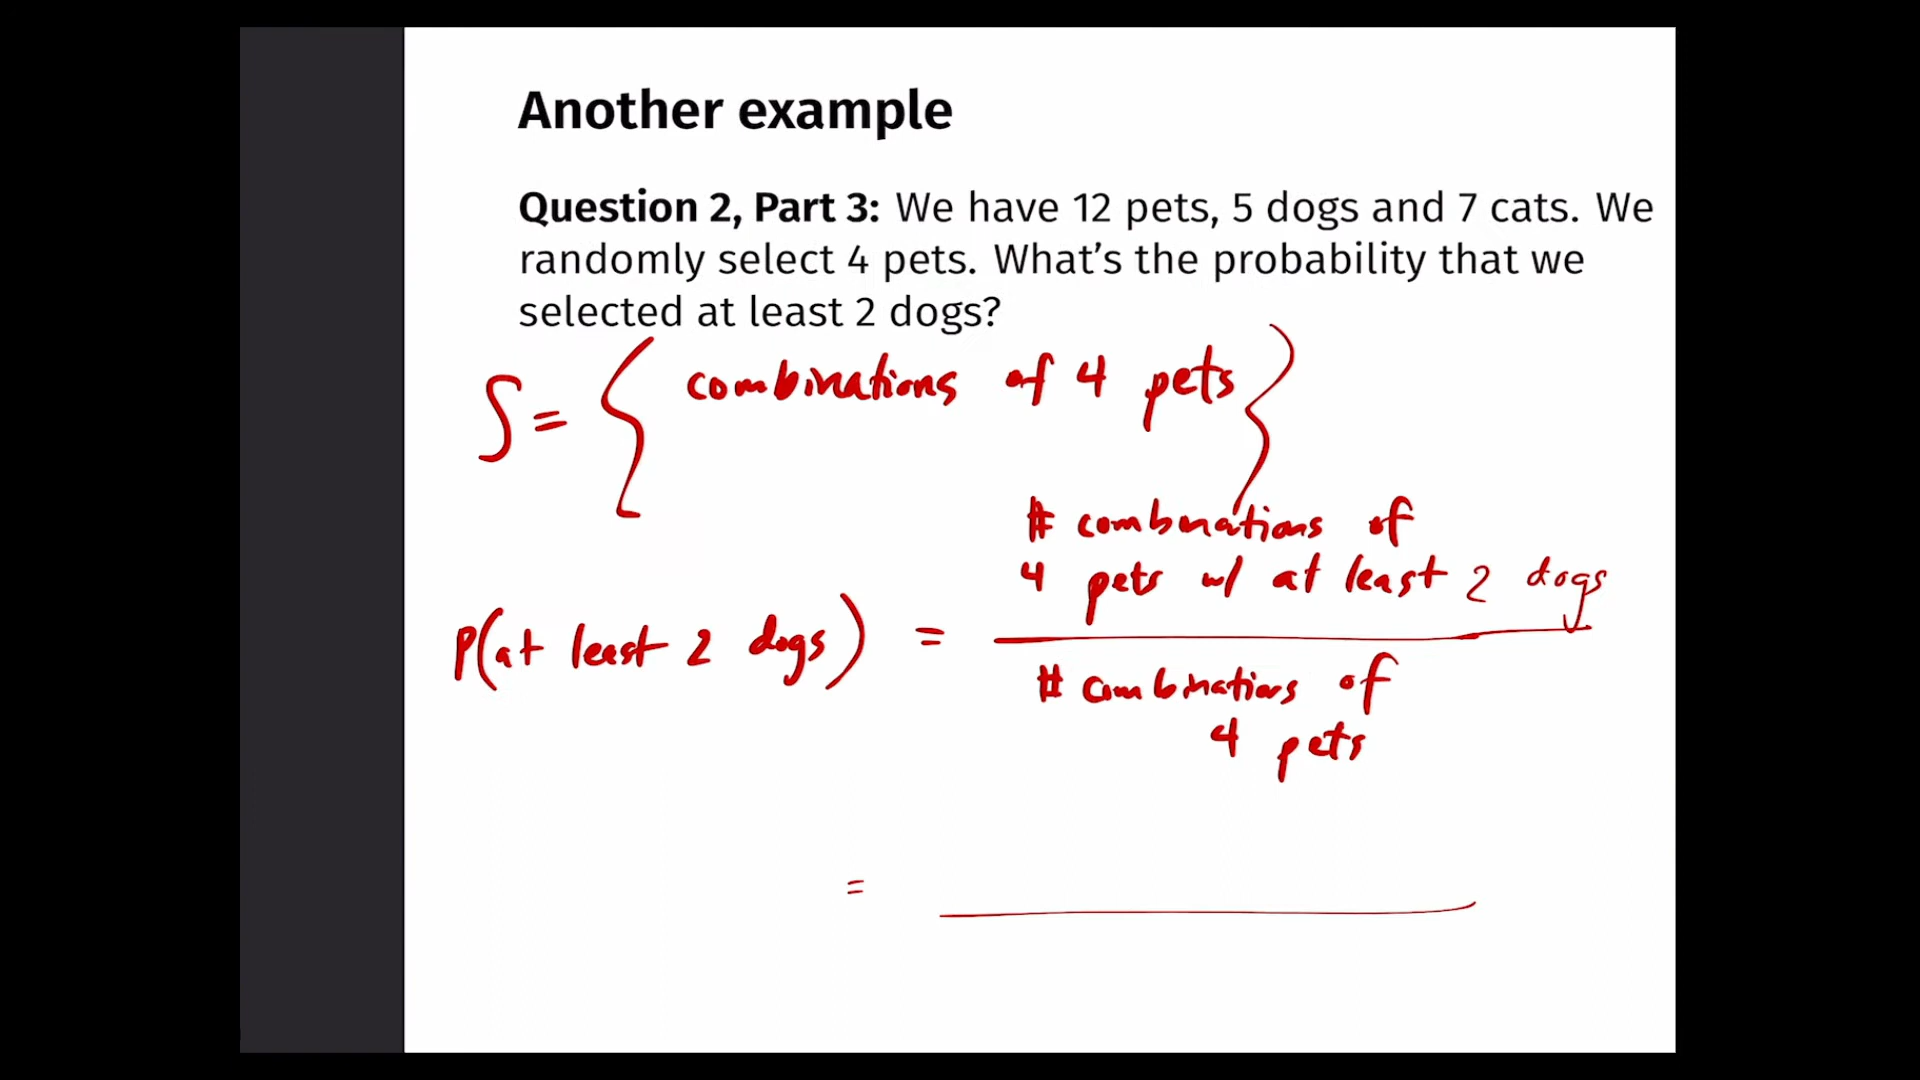 Another example
Question 2, Part 3: We have 12 pets, 5 dogs and 7 cats. We
randomly select 4 pets. What’s the probability that we
selected at least 2 dogs?
S = { combinations of 4 pets }
# combinations of
4 pets w/ at least 2 dogs
P(at least 2 dogs) =
# combinations of
4 pets
=